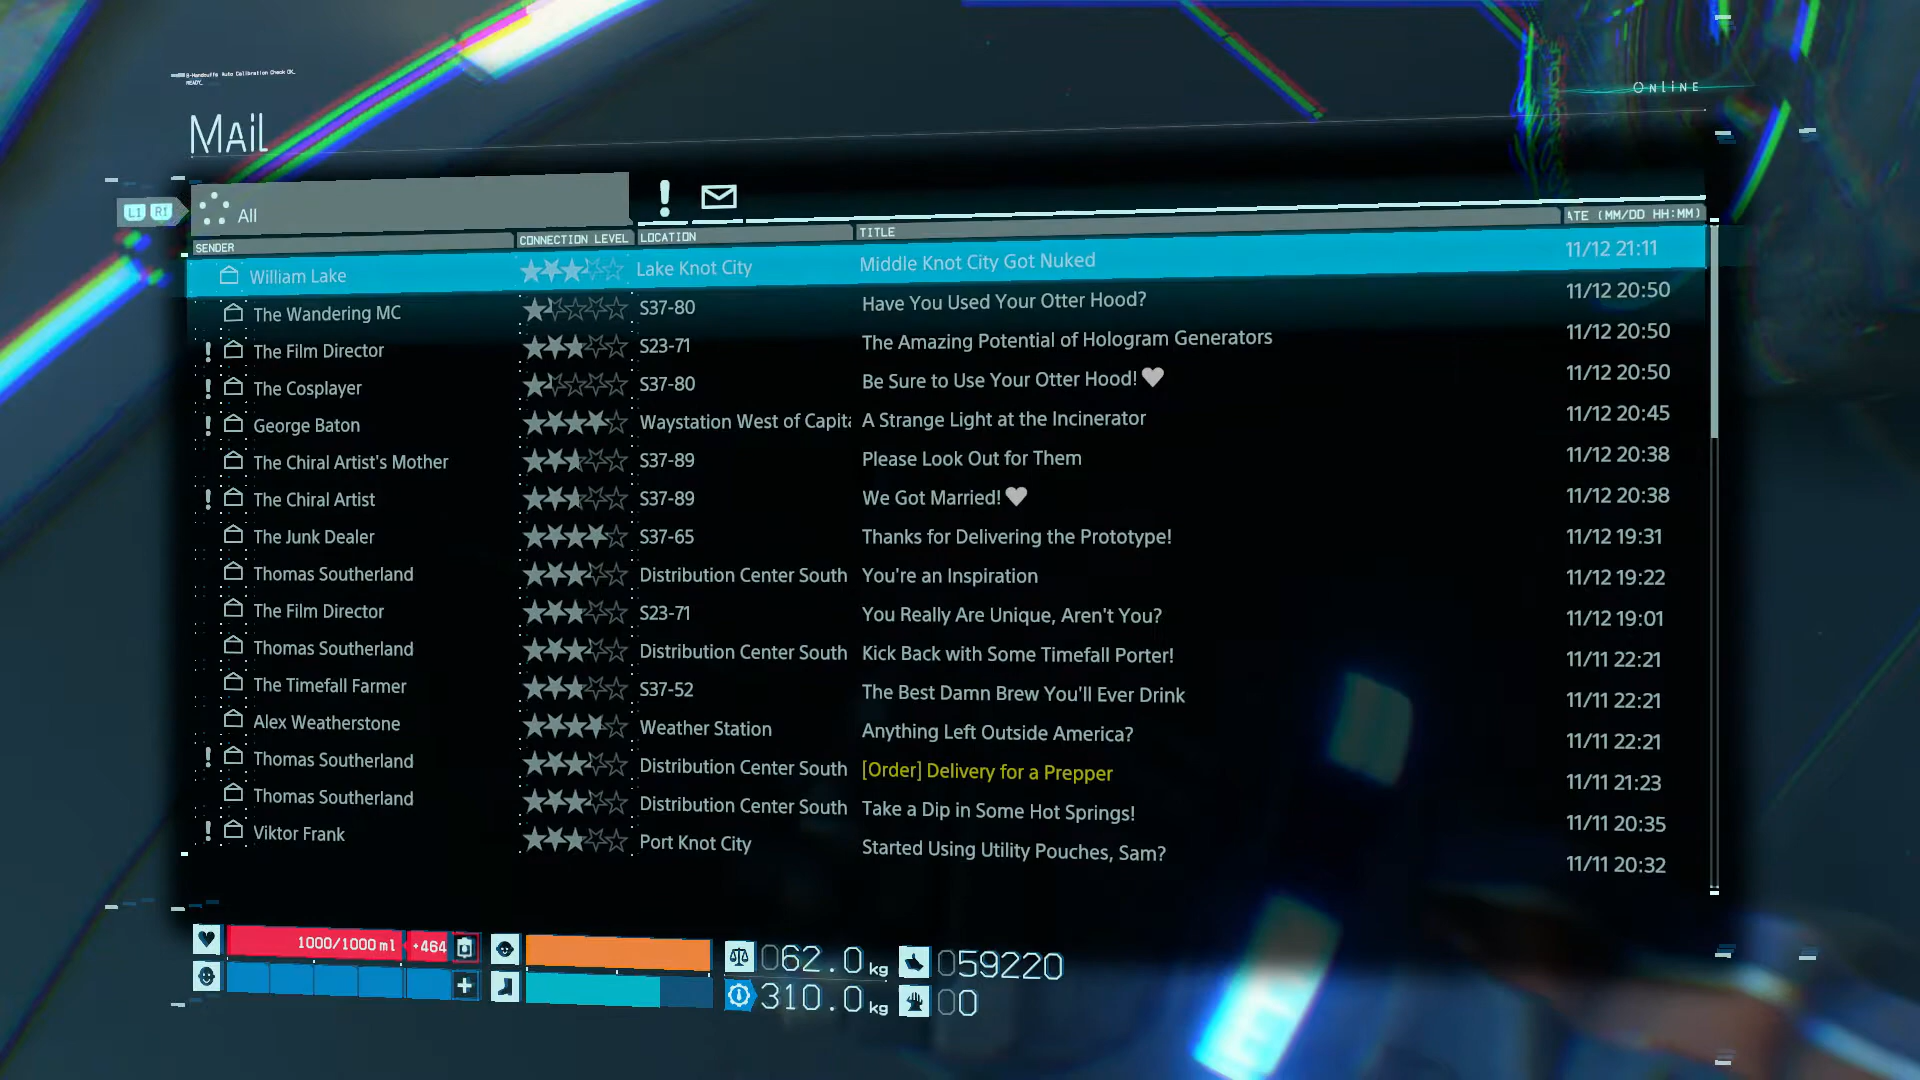 B-Handcuffs Auto Calibration Check OK.
READY.
ONLINE
MAIL
L1 R1
All
SENDER CONNECTION LEVEL LOCATION TITLE ATE (MM/DD HH:MM)
William Lake Lake Knot City Middle Knot City Got Nuked 11/12 21:11
The Wandering MC S37-80 Have You Used Your Otter Hood? 11/12 20:50
! The Film Director S23-71 The Amazing Potential of Hologram Generators 11/12 20:50
! The Cosplayer S37-80 Be Sure to Use Your Otter Hood! 11/12 20:50
! George Baton Waystation West of Capita A Strange Light at the Incinerator 11/12 20:45
The Chiral Artist's Mother S37-89 Please Look Out for Them 11/12 20:38
! The Chiral Artist S37-89 We Got Married! 11/12 20:38
The Junk Dealer S37-65 Thanks for Delivering the Prototype! 11/12 19:31
Thomas Southerland Distribution Center South You're an Inspiration 11/12 19:22
The Film Director S23-71 You Really Are Unique, Aren't You? 11/12 19:01
Thomas Southerland Distribution Center South Kick Back with Some Timefall Porter! 11/11 22:21
The Timefall Farmer S37-52 The Best Damn Brew You'll Ever Drink 11/11 22:21
Alex Weatherstone Weather Station Anything Left Outside America? 11/11 22:21
! Thomas Southerland Distribution Center South [Order] Delivery for a Prepper 11/11 21:23
Thomas Southerland Distribution Center South Take a Dip in Some Hot Springs! 11/11 20:35
! Viktor Frank Port Knot City Started Using Utility Pouches, Sam? 11/11 20:32
1000/1000 ml +464 062.0 kg 059220
310.0 kg 00